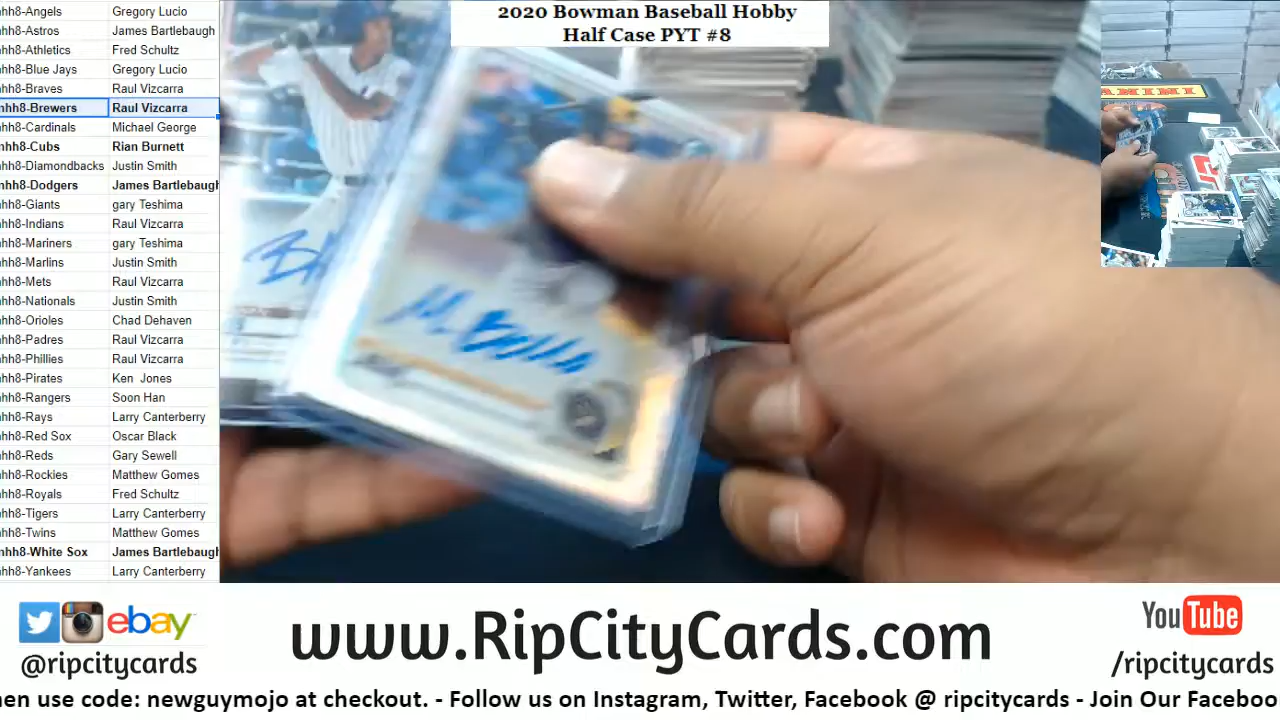 2020 Bowman Baseball Hobby
Half Case PYT #8
hh8-Angels Gregory Lucio
hh8-Astros James Bartlebaugh
hh8-Athletics Fred Schultz
hh8-Blue Jays Gregory Lucio
hh8-Braves Raul Vizcarra
hh8-Brewers Raul Vizcarra
hh8-Cardinals Michael George
hh8-Cubs Rian Burnett
hh8-Diamondbacks Justin Smith
hh8-Dodgers James Bartlebaugh
hh8-Giants gary Teshima
hh8-Indians Raul Vizcarra
hh8-Mariners gary Teshima
hh8-Marlins Justin Smith
hh8-Mets Raul Vizcarra
hh8-Nationals Justin Smith
hh8-Orioles Chad Dehaven
hh8-Padres Raul Vizcarra
hh8-Phillies Raul Vizcarra
hh8-Pirates Ken Jones
hh8-Rangers Soon Han
hh8-Rays Larry Canterberry
hh8-Red Sox Oscar Black
hh8-Reds Gary Sewell
hh8-Rockies Matthew Gomes
hh8-Royals Fred Schultz
hh8-TIgers Larry Canterberry
hh8-Twins Matthew Gomes
hh8-White Sox James Bartlebaugh
hh8-Yankees Larry Canterberry
PANINI
ebay
@ripcitycards
www.RipCityCards.com
YouTube
/ripcitycards
en use code: newguymojo at checkout. - Follow us on Instagram, Twitter, Facebook @ ripcitycards - Join Our Faceboo